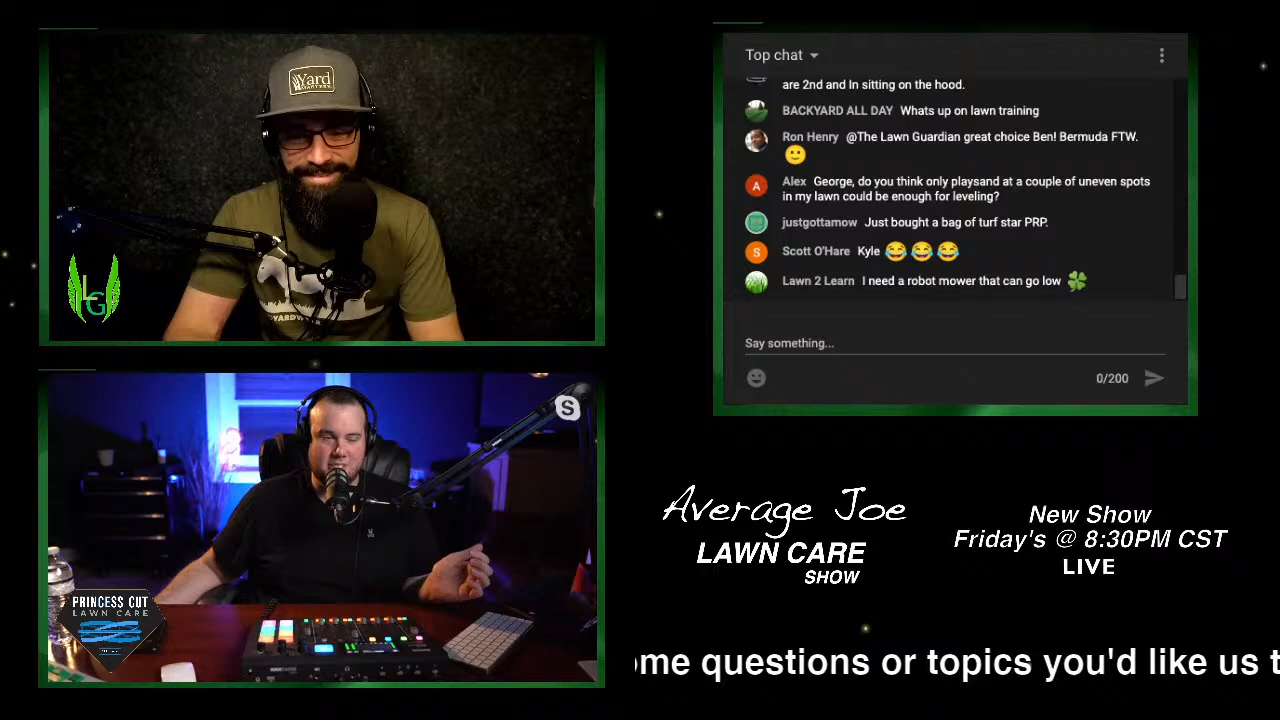 Yard
LG
YARDW
S
PRINCESS CUT
LAWN CARE
Top chat
are 2nd and In sitting on the hood.
BACKYARD ALL DAY Whats up on lawn training
Ron Henry @The Lawn Guardian great choice Ben! Bermuda FTW.
🙂
A
Alex George, do you think only playsand at a couple of uneven spots
in my lawn could be enough for leveling?
justgottamow Just bought a bag of turf star PRP.
S
Scott O'Hare Kyle 😂😂😂
Lawn 2 Learn I need a robot mower that can go low 🍀
Say something...
0/200
Average Joe
LAWN CARE
SHOW
New Show
Friday's @ 8:30PM CST
LIVE
ome questions or topics you'd like us t